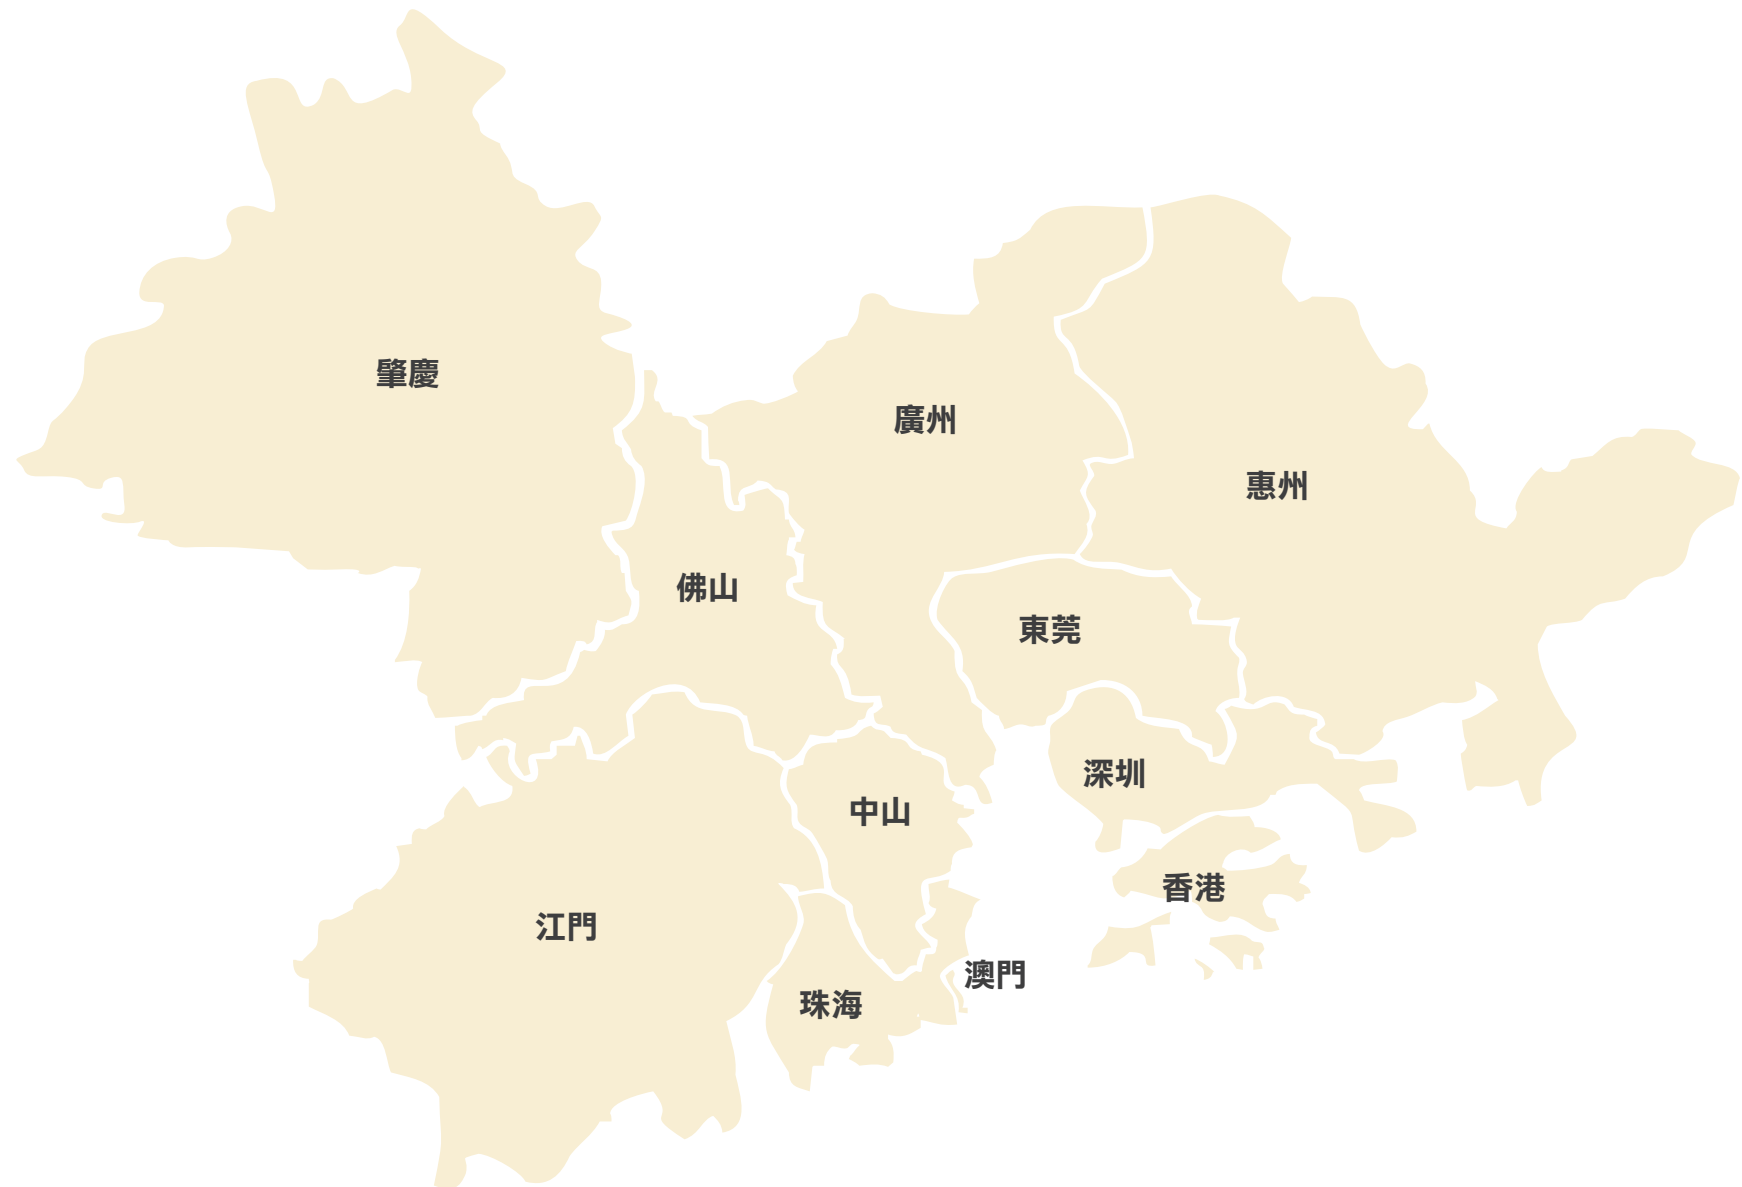 肇慶
廣州
惠州
佛山
東莞
深圳
中山
香港
江門
澳門
珠海